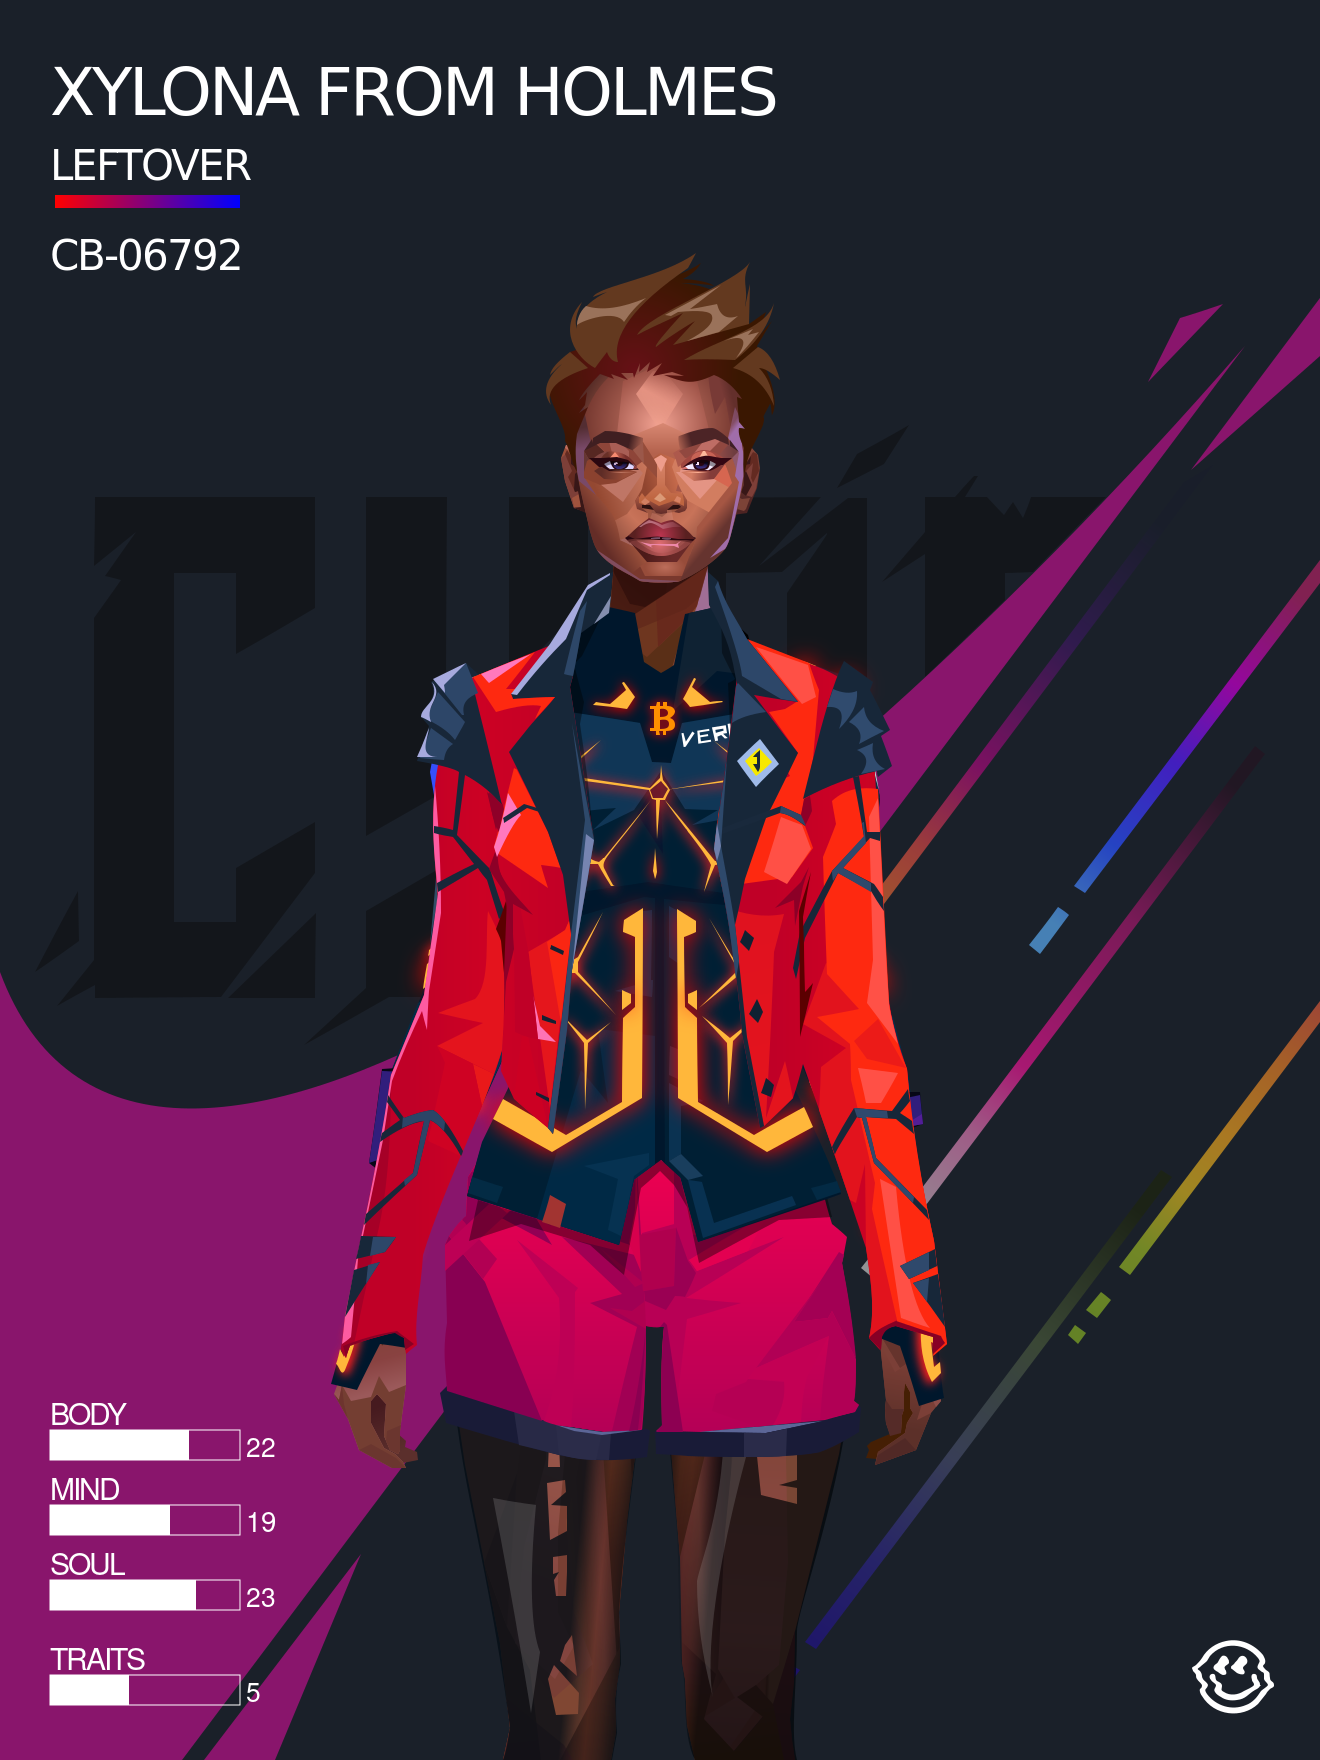 XYLONA FROM HOLMES
LEFTOVER
CB-06792
VER
BODY
22
MIND
19
SOUL
23
TRAITS
5